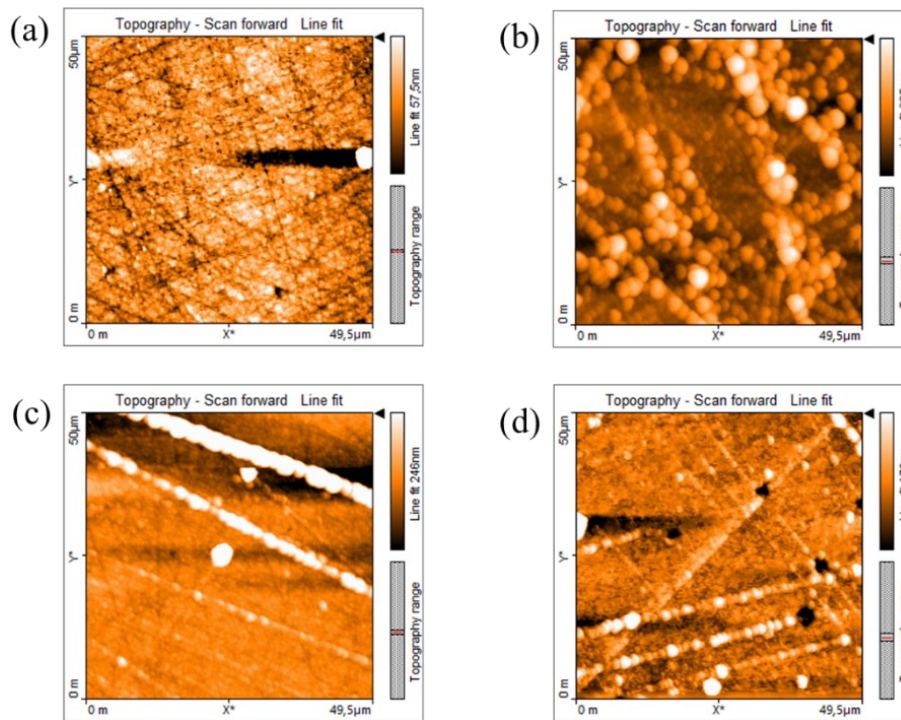 (a)
Topography - Scan forward Line fit
50µm
Y*
0 m
0 m X* 49,5µm
Line fit 57,5nm
Topography range
(b)
Topography - Scan forward Line fit
50µm
Y*
0 m
0 m X* 49,5µm
(c)
Topography - Scan forward Line fit
50µm
Y*
0 m
0 m X* 49,5µm
Line fit 246nm
Topography range
(d)
Topography - Scan forward Line fit
50µm
Y*
0 m
0 m X* 49,5µm